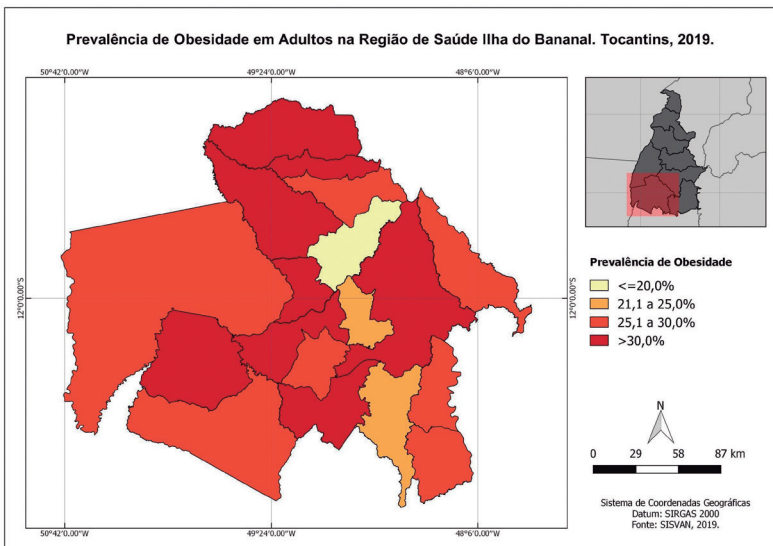 Prevalência de Obesidade em Adultos na Região de Saúde Ilha do Bananal. Tocantins, 2019.
50°42'0.00"W
49°24'0.00"W
48°6'0.00"W
12°0'0.00"S
12°0'0.00"S
50°42'0.00"W
49°24'0.00"W
48°6'0.00"W
Prevalência de Obesidade
<=20,0%
21,1 a 25,0%
25,1 a 30,0%
>30,0%
N
0 29 58 87 km
Sistema de Coordenadas Geográficas
Datum: SIRGAS 2000
Fonte: SISVAN, 2019.